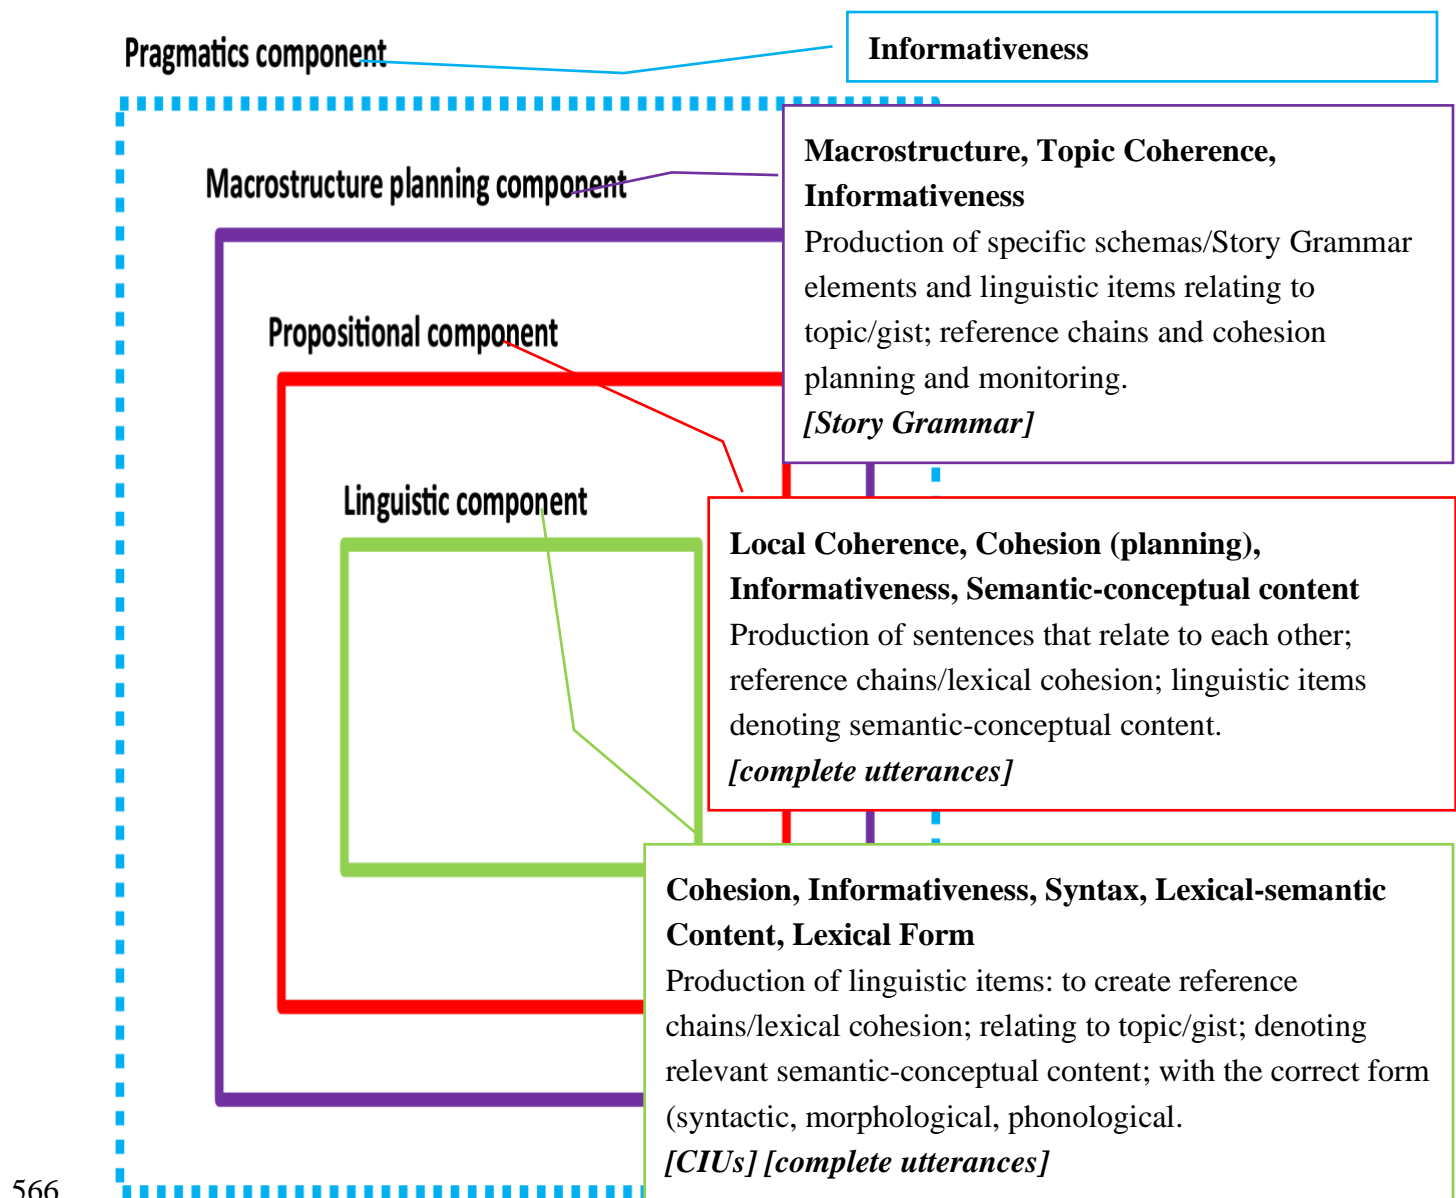 Pragmatics component
Informativeness
Macrostructure planning component
Macrostructure, Topic Coherence,
Informativeness
Production of specific schemas/Story Grammar
elements and linguistic items relating to
topic/gist; reference chains and cohesion
planning and monitoring.
[Story Grammar]
Propositional component
Local Coherence, Cohesion (planning),
Informativeness, Semantic-conceptual content
Production of sentences that relate to each other;
reference chains/lexical cohesion; linguistic items
denoting semantic-conceptual content.
[complete utterances]
Linguistic component
Cohesion, Informativeness, Syntax, Lexical-semantic
Content, Lexical Form
Production of linguistic items: to create reference
chains/lexical cohesion; relating to topic/gist; denoting
relevant semantic-conceptual content; with the correct form
(syntactic, morphological, phonological.
[CIUs] [complete utterances]
566